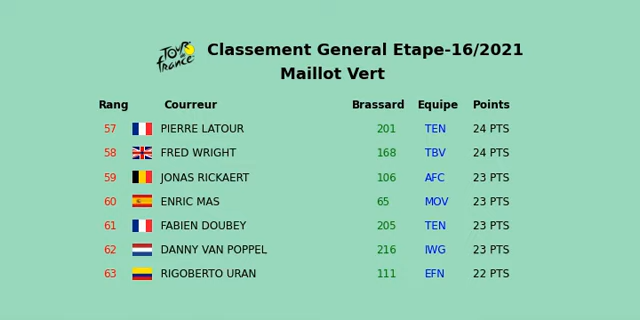 TOUR
france
Classement General Etape-16/2021
Maillot Vert
Rang Courreur Brassard Equipe Points
57 PIERRE LATOUR 201 TEN 24 PTS
58 FRED WRIGHT 168 TBV 24 PTS
59 JONAS RICKAERT 106 AFC 23 PTS
60 ENRIC MAS 65 MOV 23 PTS
61 FABIEN DOUBEY 205 TEN 23 PTS
62 DANNY VAN POPPEL 216 IWG 23 PTS
63 RIGOBERTO URAN 111 EFN 22 PTS